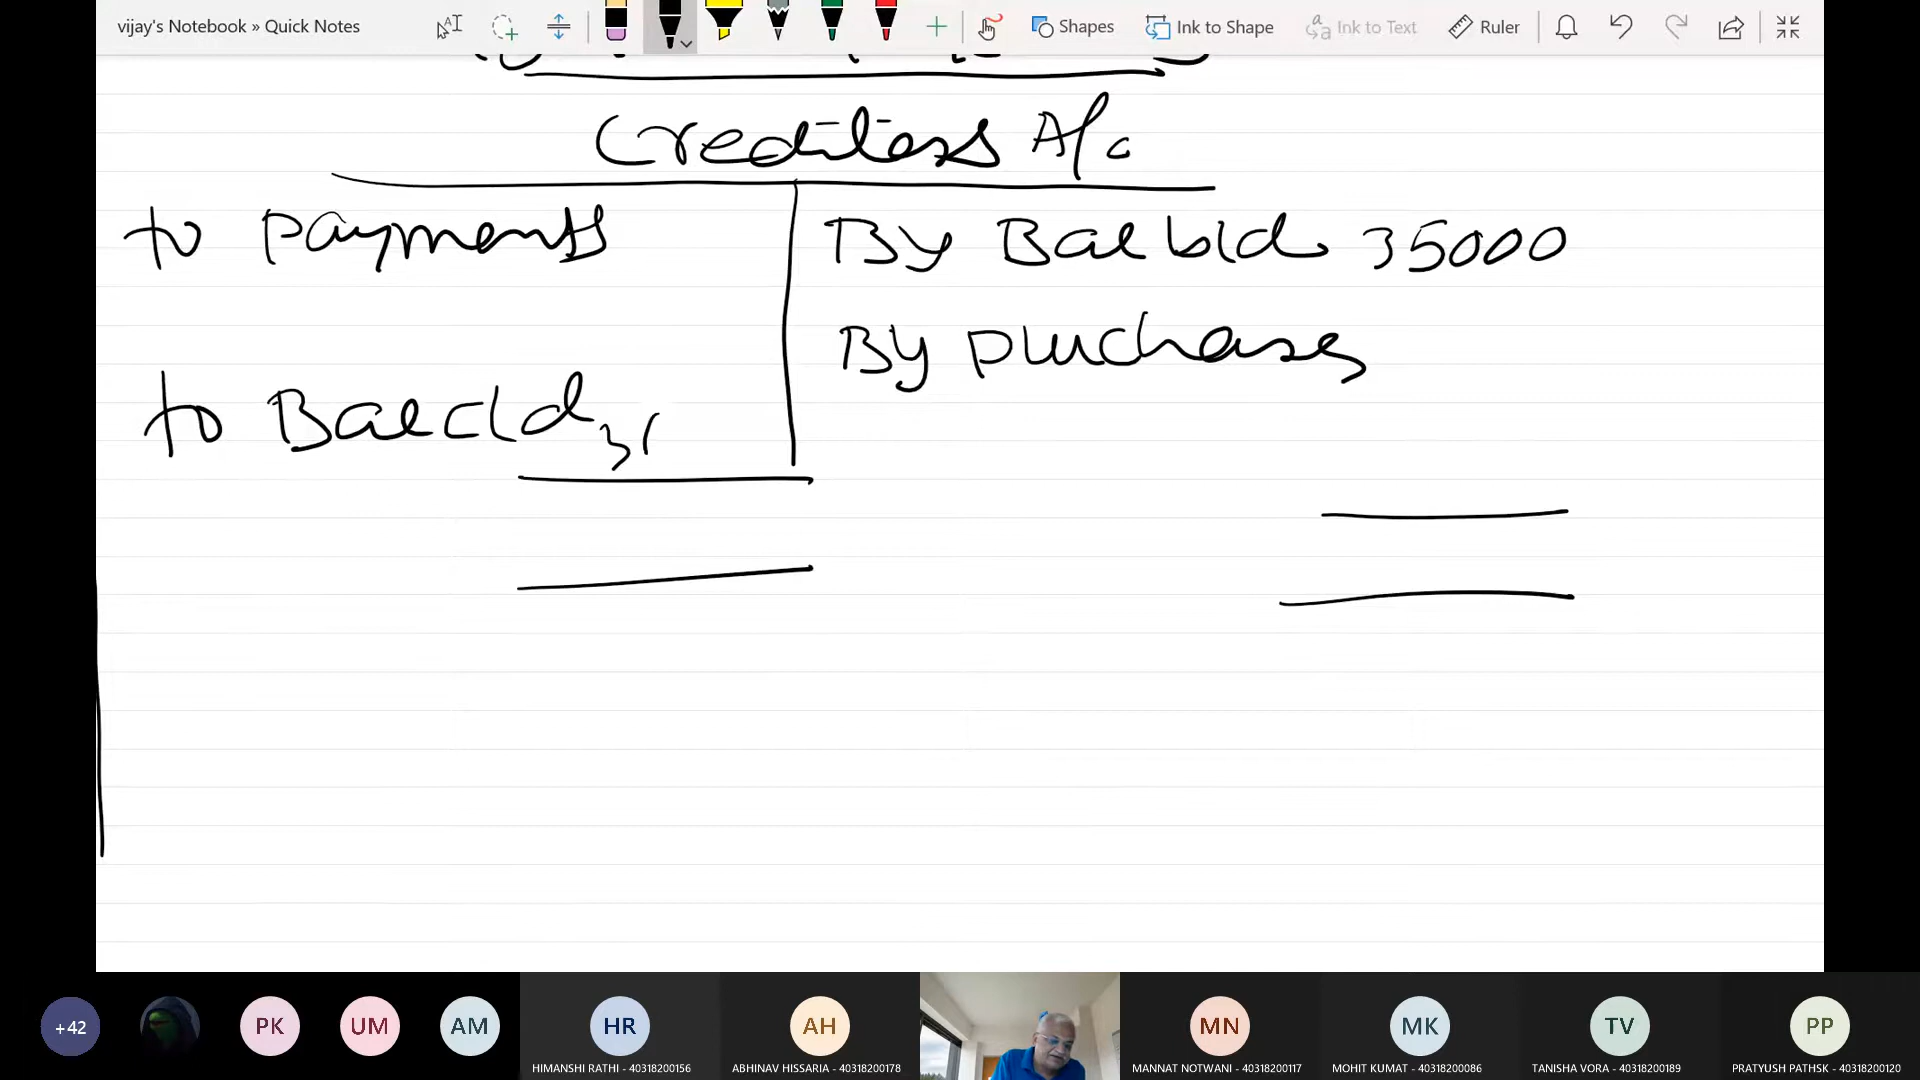 vijay's Notebook » Quick Notes
Shapes
Ink to Shape
Ink to Text
Ruler
Creditors A/c
to Payments
By Bal b/d 35000
By purchases
to Bal c/d 31
+42
PK
UM
AM
HR
HIMANSHI RATHI - 40318200156
AH
ABHINAV HISSARIA - 40318200178
MN
MANNAT NOTWANI - 40318200117
MK
MOHIT KUMAT - 40318200086
TV
TANISHA VORA - 40318200189
PP
PRATYUSH PATHSK - 40318200120